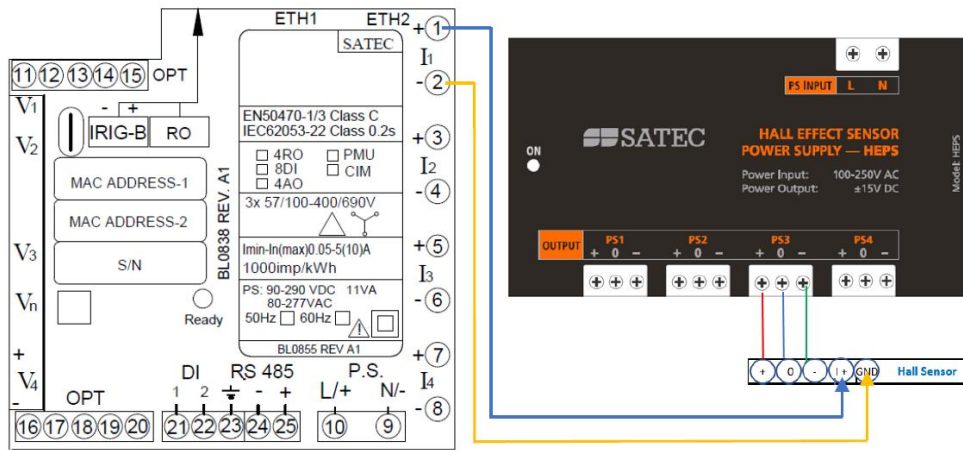 ETH1 ETH2
SATEC
+ 1
I1
- 2
11 12 13 14 15 OPT
V1
- +
IRIG-B RO
V2
EN50470-1/3 Class C
IEC62053-22 Class 0.2s
+ 3
4RO PMU
8DI CIM
4AO
I2
- 4
MAC ADDRESS-1
MAC ADDRESS-2
3x 57/100-400/690V
BL0838 REV. A1
V3
S/N
Imin-In(max)0.05-5(10)A
1000imp/kWh
+ 5
I3
- 6
Vn
Ready
PS: 90-290 VDC 11VA
80-277VAC
50Hz 60Hz
BL0855 REV A1
+ 7
I4
- 8
+
V4
-
OPT
16 17 18 19 20
DI RS 485 P.S.
1 2 - + L/+ N/-
21 22 23 24 25 10 9
PS INPUT L N
ON
SATEC
HALL EFFECT SENSOR
POWER SUPPLY — HEPS
Power Input: 100-250V AC
Power Output: ±15V DC
Model: HEPS
OUTPUT
PS1 PS2 PS3 PS4
+ 0 - + 0 - + 0 - + 0 -
+ 0 - I+ GND Hall Sensor